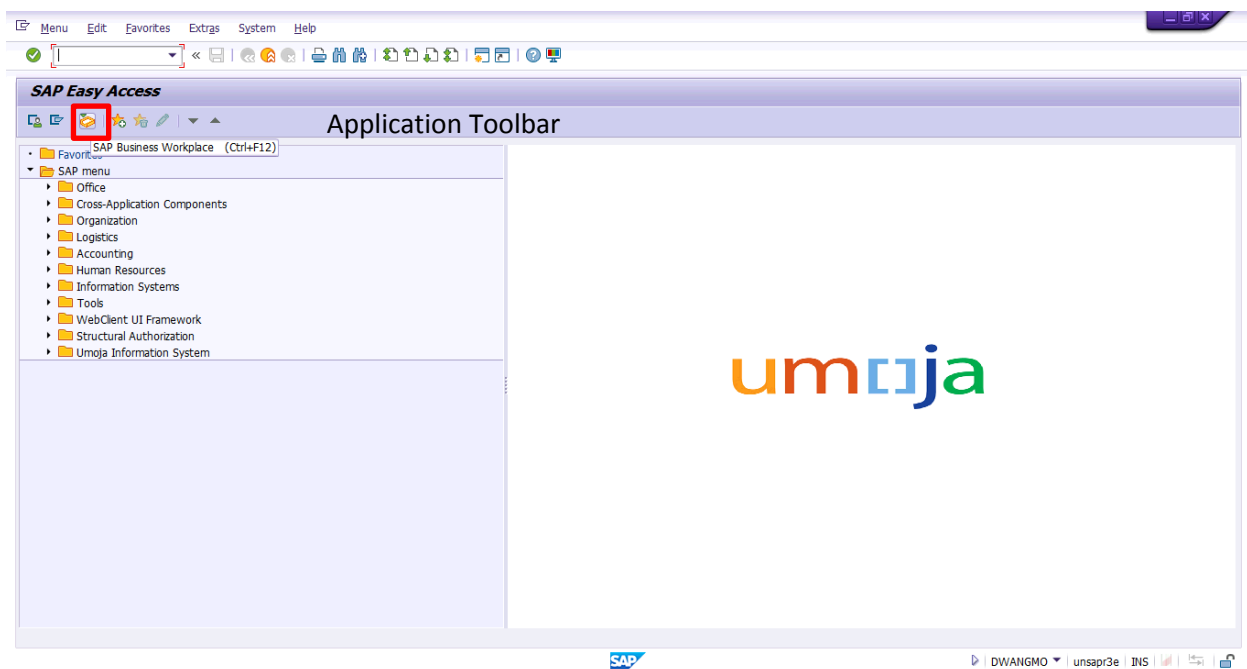 Menu Edit Favorites Extras System Help
SAP Easy Access
Application Toolbar
SAP Business Workplace (Ctrl+F12)
Favorites
SAP menu
Office
Cross-Application Components
Organization
Logistics
Accounting
Human Resources
Information Systems
Tools
WebClient UI Framework
Structural Authorization
Umoja Information System
umoja
SAP
DWANGMO unsapr3e INS